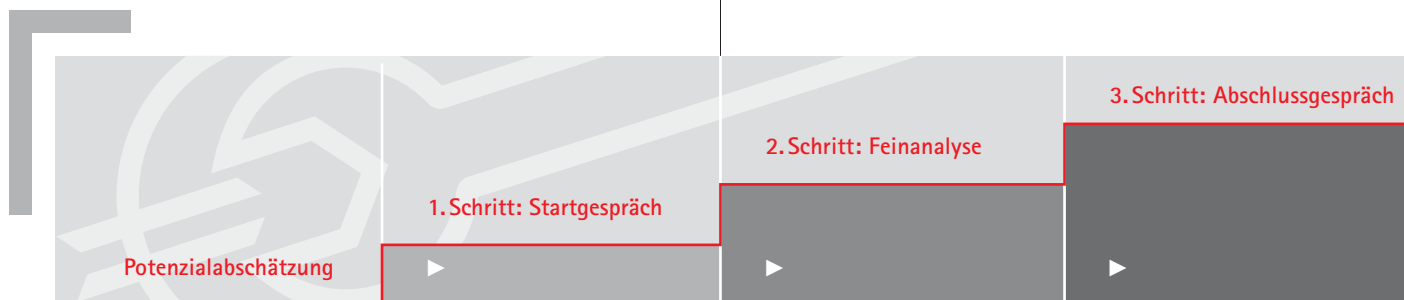 Potenzialabschätzung
1. Schritt: Startgespräch
2. Schritt: Feinanalyse
3. Schritt: Abschlussgespräch